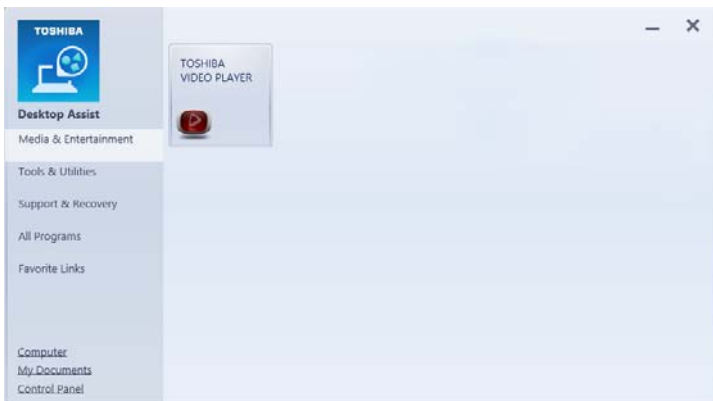 TOSHIBA
Desktop Assist
Media & Entertainment
Tools & Utilities
Support & Recovery
All Programs
Favorite Links
Computer
My Documents
Control Panel
TOSHIBA
VIDEO PLAYER